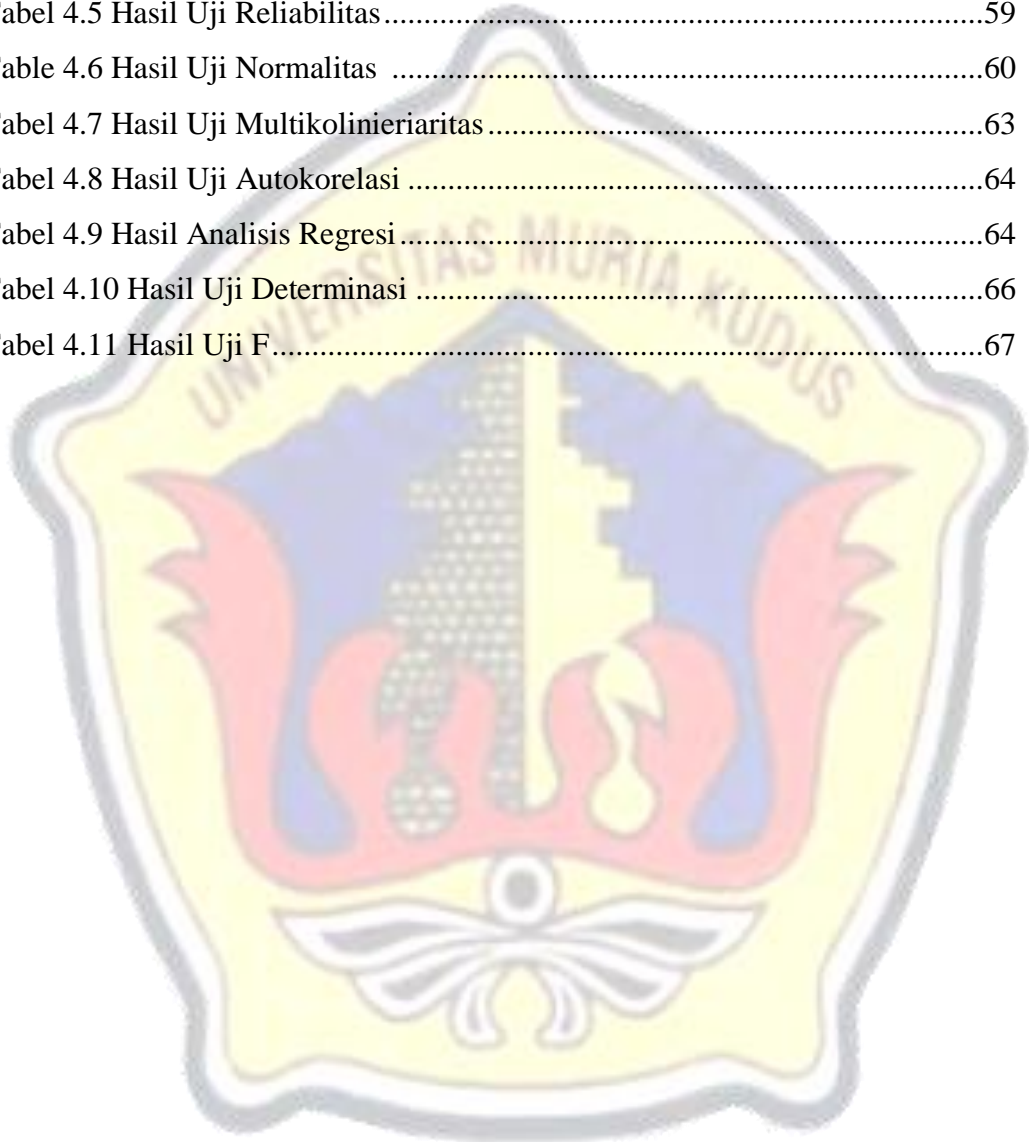 abel 4.5 Hasil Uji Reliabilitas............................................................................59
able 4.6 Hasil Uji Normalitas ..........................................................................60
abel 4.7 Hasil Uji Multikolinieriaritas...............................................................63
abel 4.8 Hasil Uji Autokorelasi ........................................................................64
abel 4.9 Hasil Analisis Regresi..........................................................................64
abel 4.10 Hasil Uji Determinasi .......................................................................66
abel 4.11 Hasil Uji F.........................................................................................67
UNIVERSITAS MURIA KUDUS